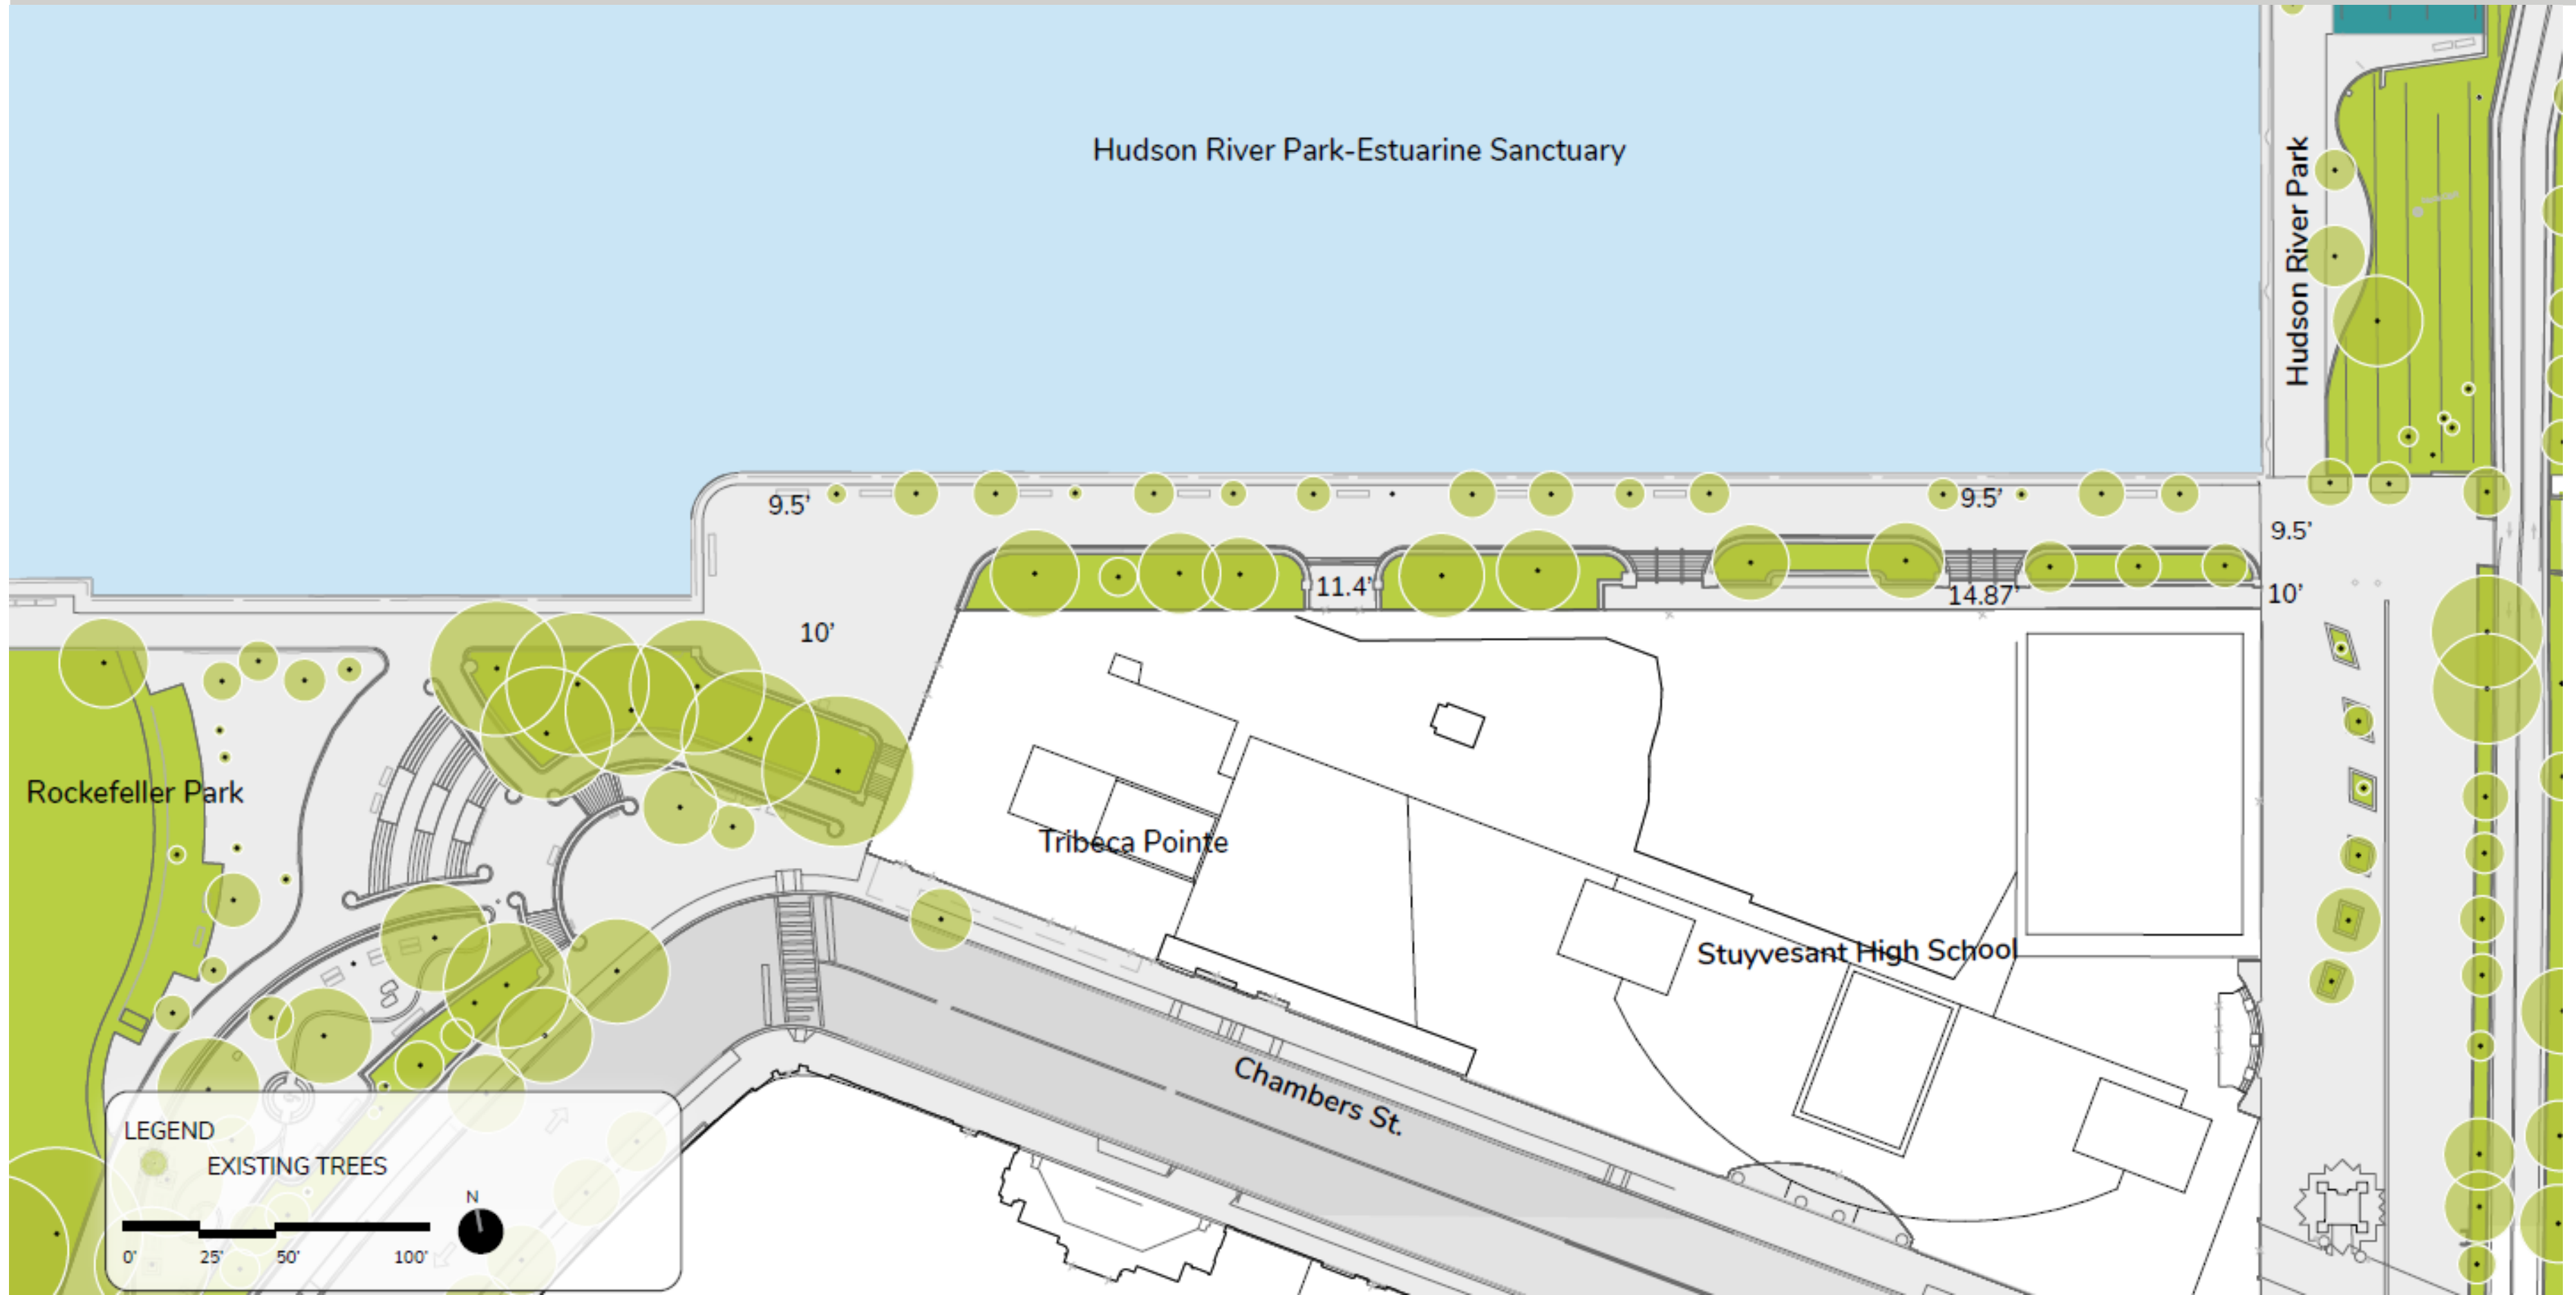 Hudson River Park-Estuarine Sanctuary
Hudson River Park
9.5'
9.5'
9.5'
11.4'
14.87'
10'
10'
Rockefeller Park
Tribeca Pointe
Stuyvesant High School
Chambers St.
LEGEND
EXISTING TREES
N
0' 25' 50' 100'